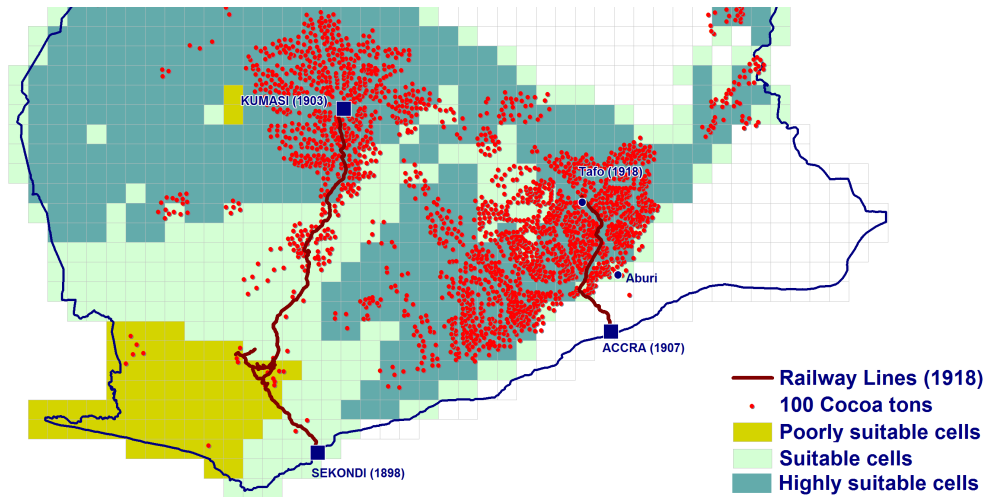 KUMASI (1903)
Tafo (1918)
Aburi
ACCRA (1907)
SEKONDI (1898)
Railway Lines (1918)
100 Cocoa tons
Poorly suitable cells
Suitable cells
Highly suitable cells